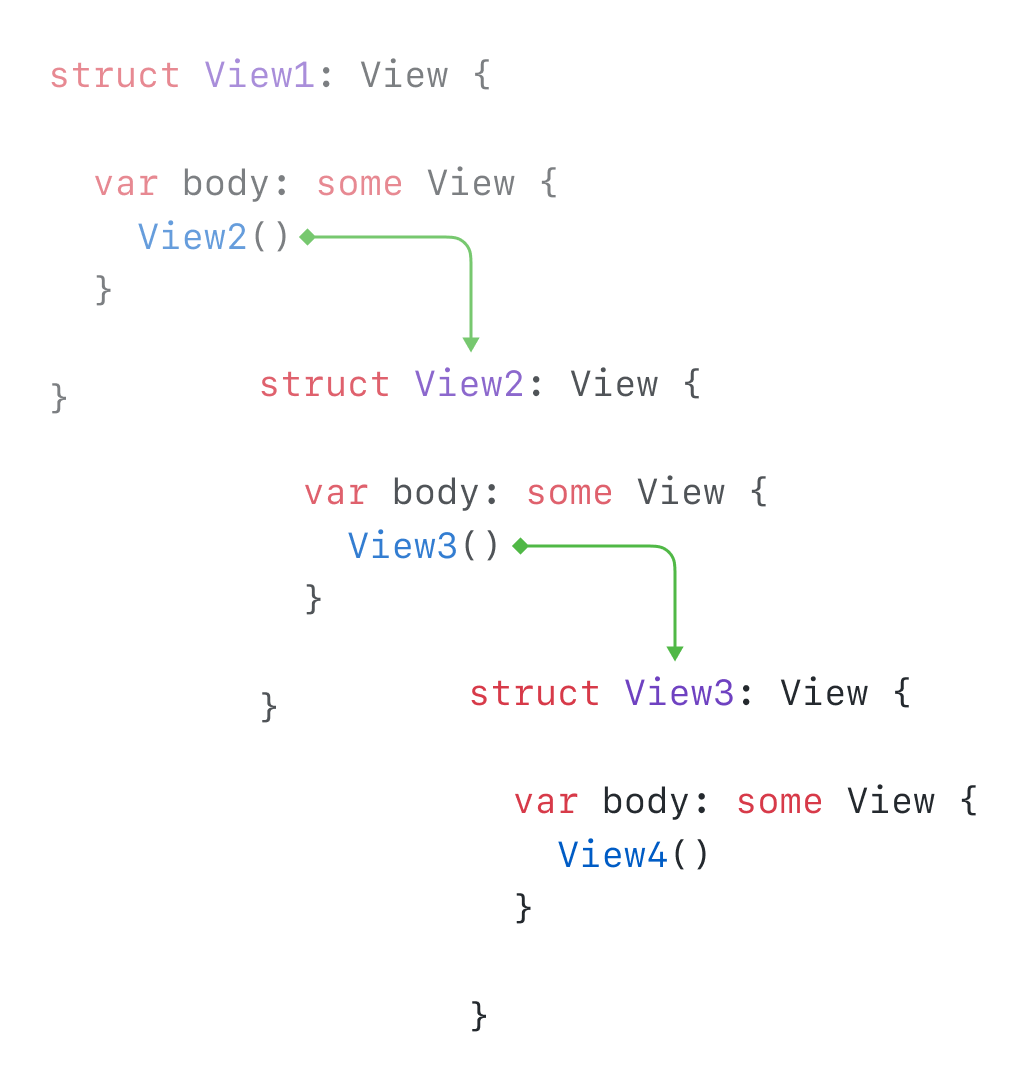 struct View1: View {
var body: some View {
View2()
}
}
struct View2: View {
var body: some View {
View3()
}
}
struct View3: View {
var body: some View {
View4()
}
}